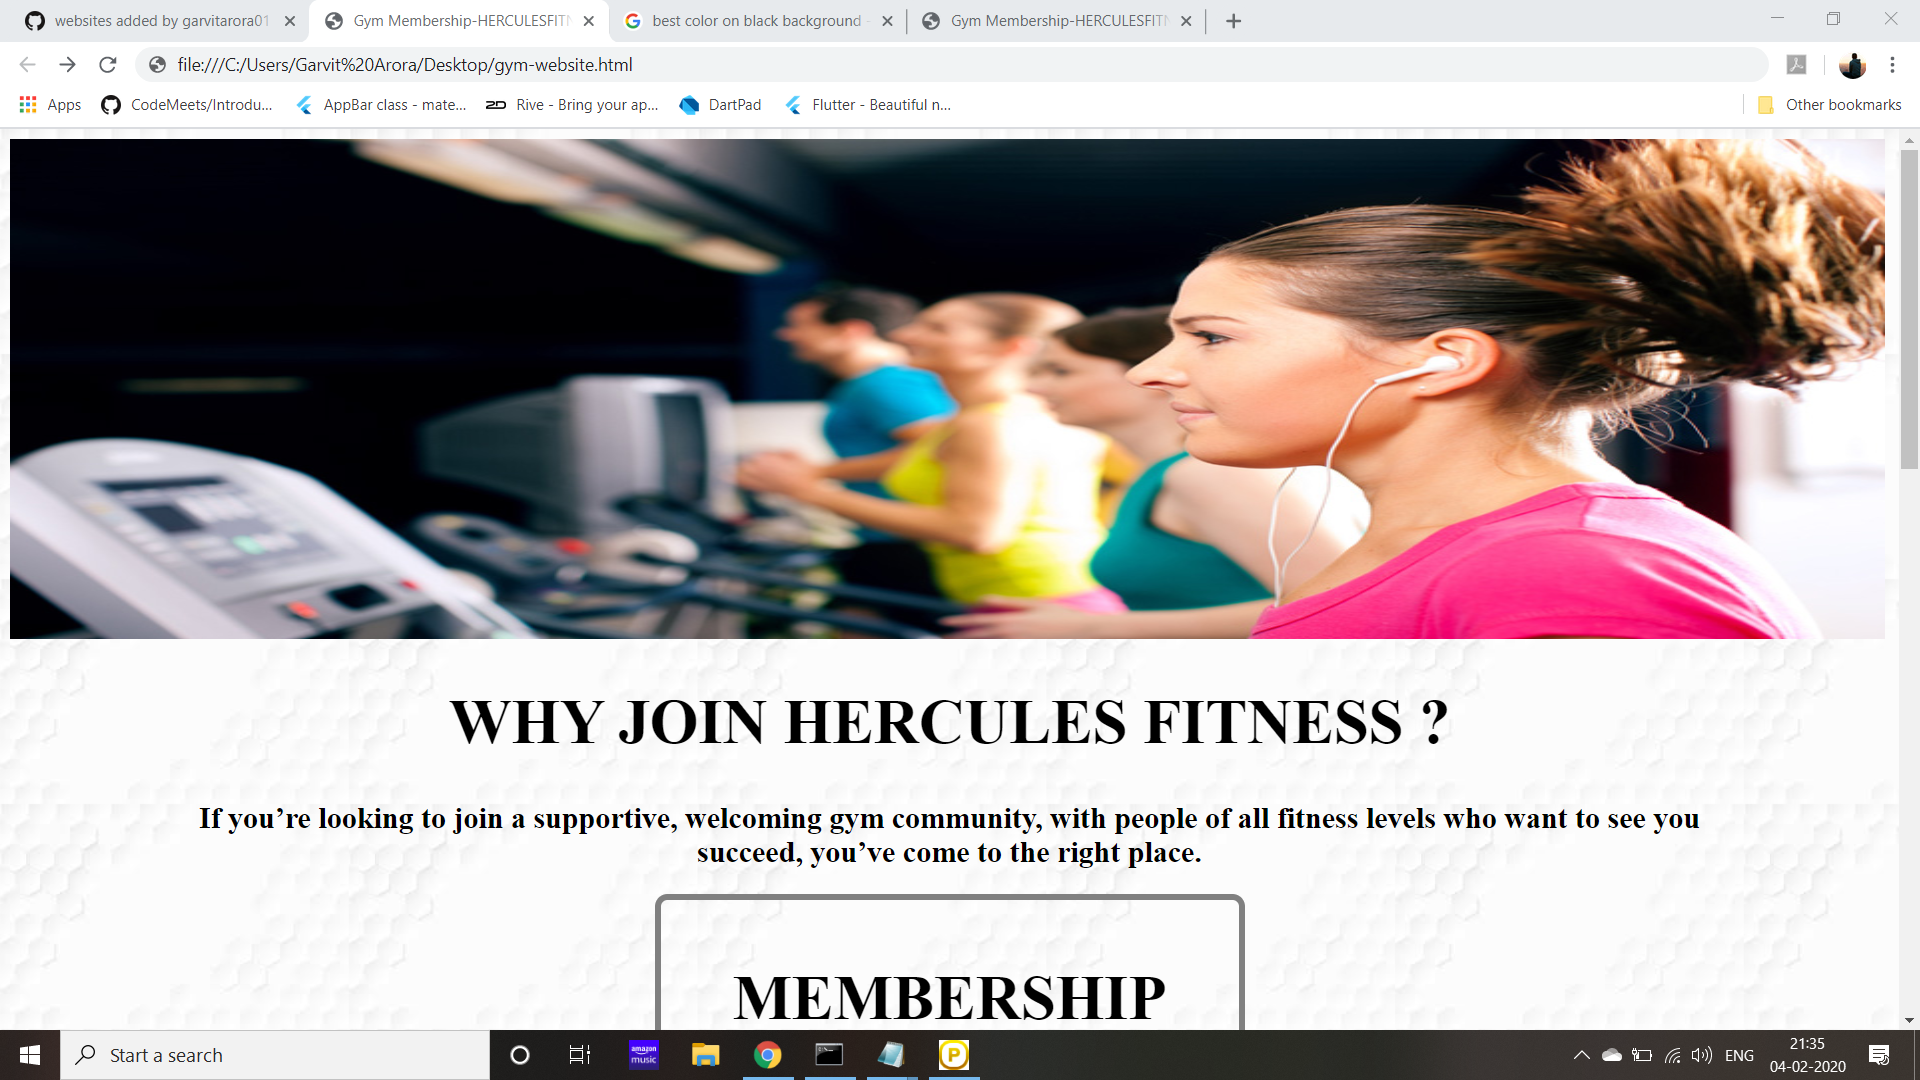 websites added by garvitarora01
Gym Membership-HERCULESFITN
best color on black background -
Gym Membership-HERCULESFITN
file:///C:/Users/Garvit%20Arora/Desktop/gym-website.html
Apps
CodeMeets/Introdu...
AppBar class - mate...
2D
Rive - Bring your ap...
DartPad
Flutter - Beautiful n...
Other bookmarks
WHY JOIN HERCULES FITNESS ?
If you’re looking to join a supportive, welcoming gym community, with people of all fitness levels who want to see you
succeed, you’ve come to the right place.
MEMBERSHIP
Start a search
amazon
music
P
ENG
21:35
04-02-2020